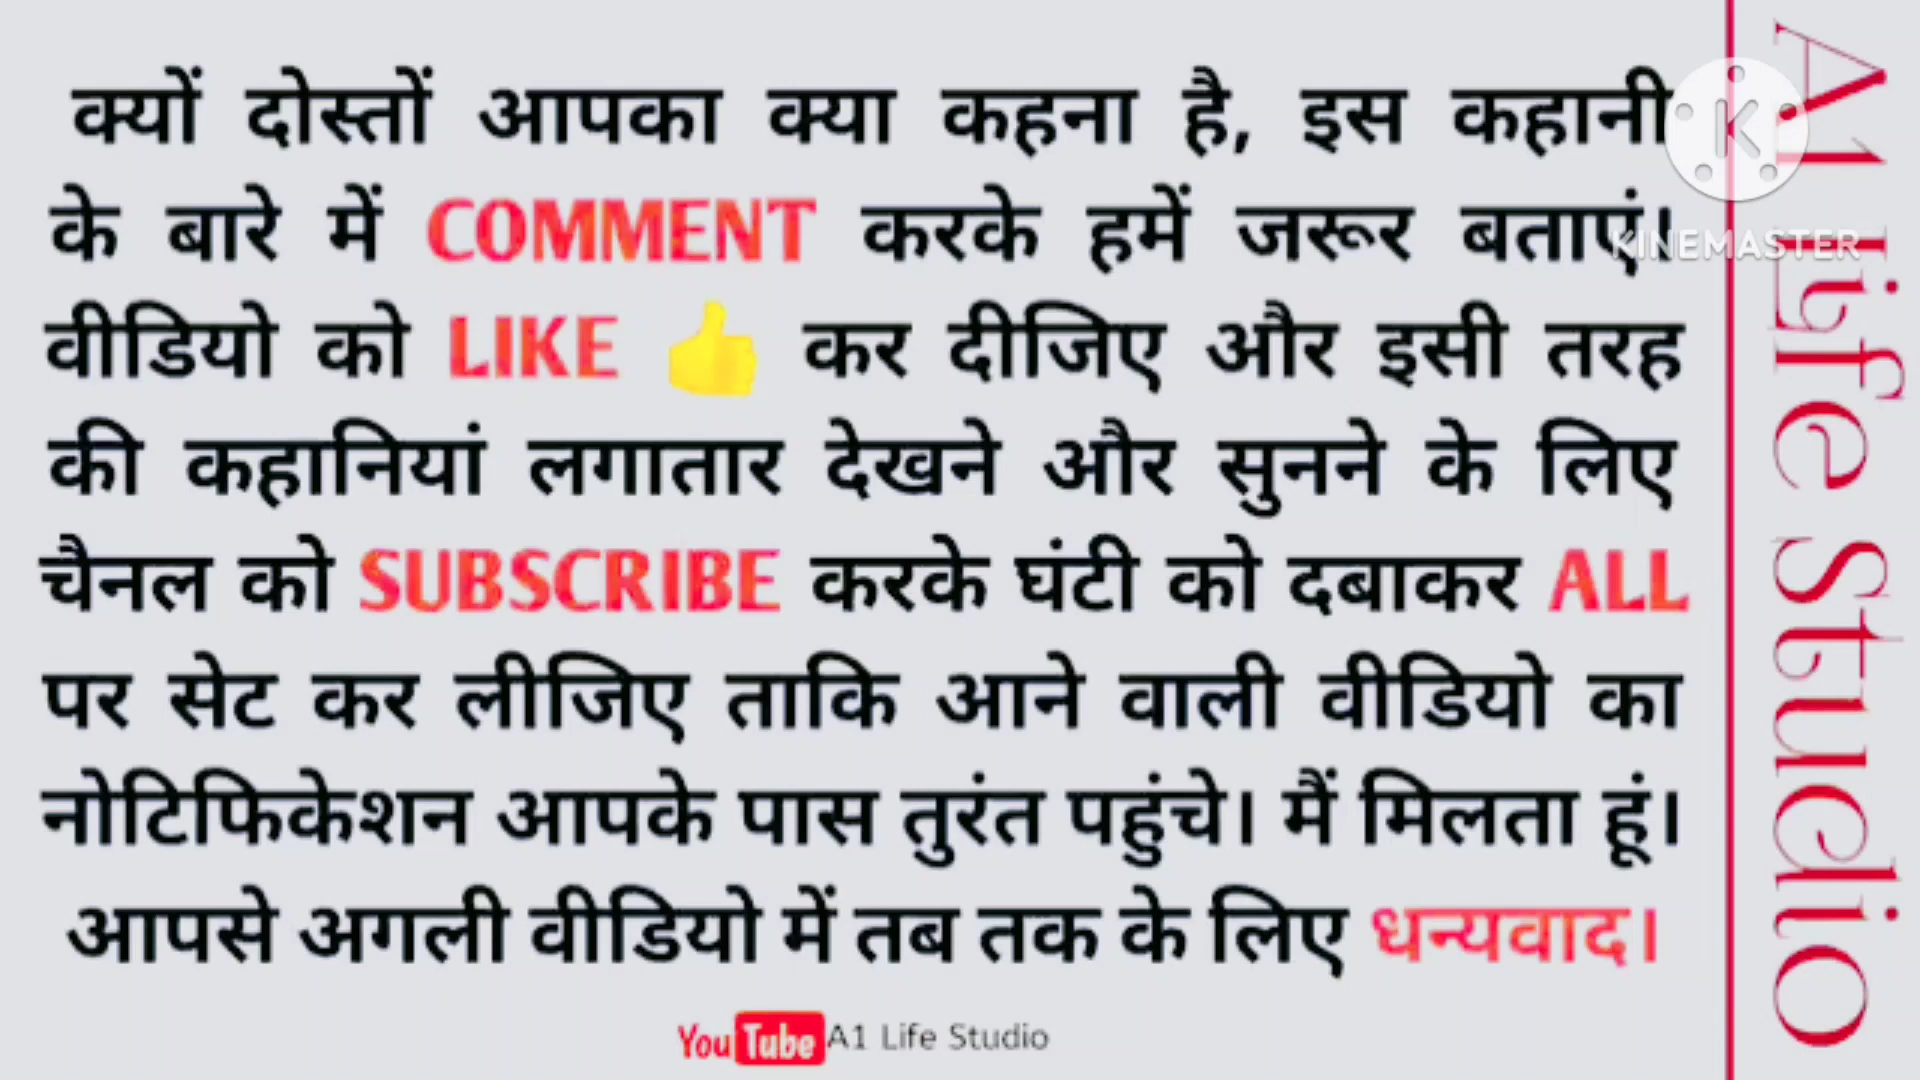 क्यों दोस्तों आपका क्या कहना है, इस कहानी
के बारे में COMMENT करके हमें जरूर बताएं।
वीडियो को LIKE 👍 कर दीजिए और इसी तरह
की कहानियां लगातार देखने और सुनने के लिए
चैनल को SUBSCRIBE करके घंटी को दबाकर ALL
पर सेट कर लीजिए ताकि आने वाली वीडियो का
नोटिफिकेशन आपके पास तुरंत पहुंचे। मैं मिलता हूं।
आपसे अगली वीडियो में तब तक के लिए धन्यवाद।
YouTube A1 Life Studio
A1 Life Studio
K
KINEMASTER